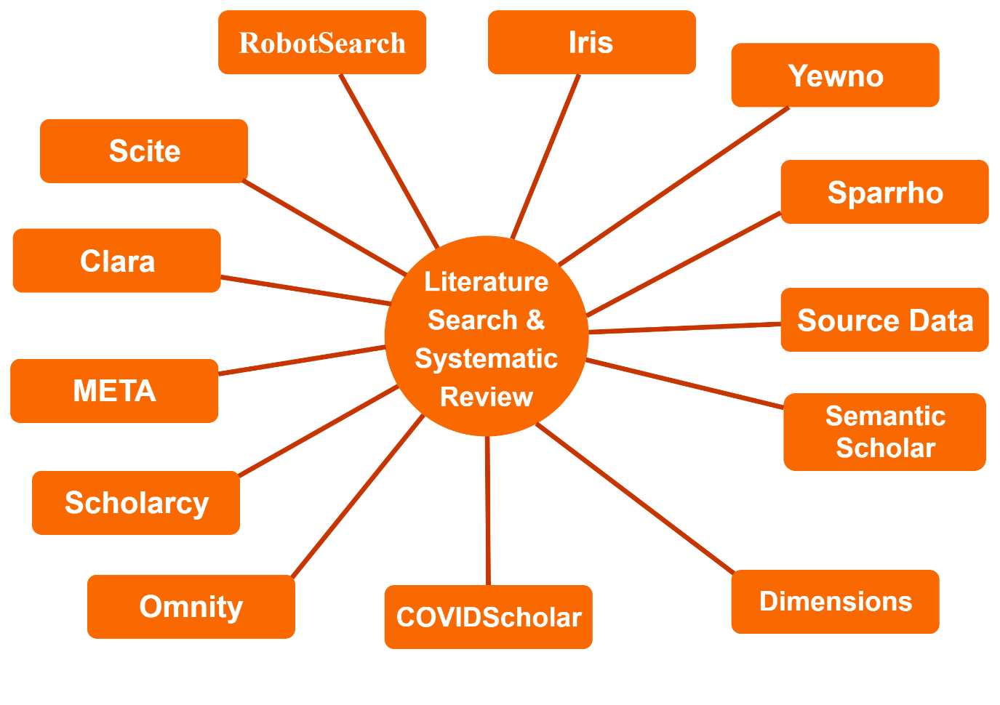 RobotSearch
Iris
Yewno
Scite
Sparrho
Clara
Literature
Search &
Systematic
Review
Source Data
META
Semantic
Scholar
Scholarcy
Omnity
COVIDScholar
Dimensions